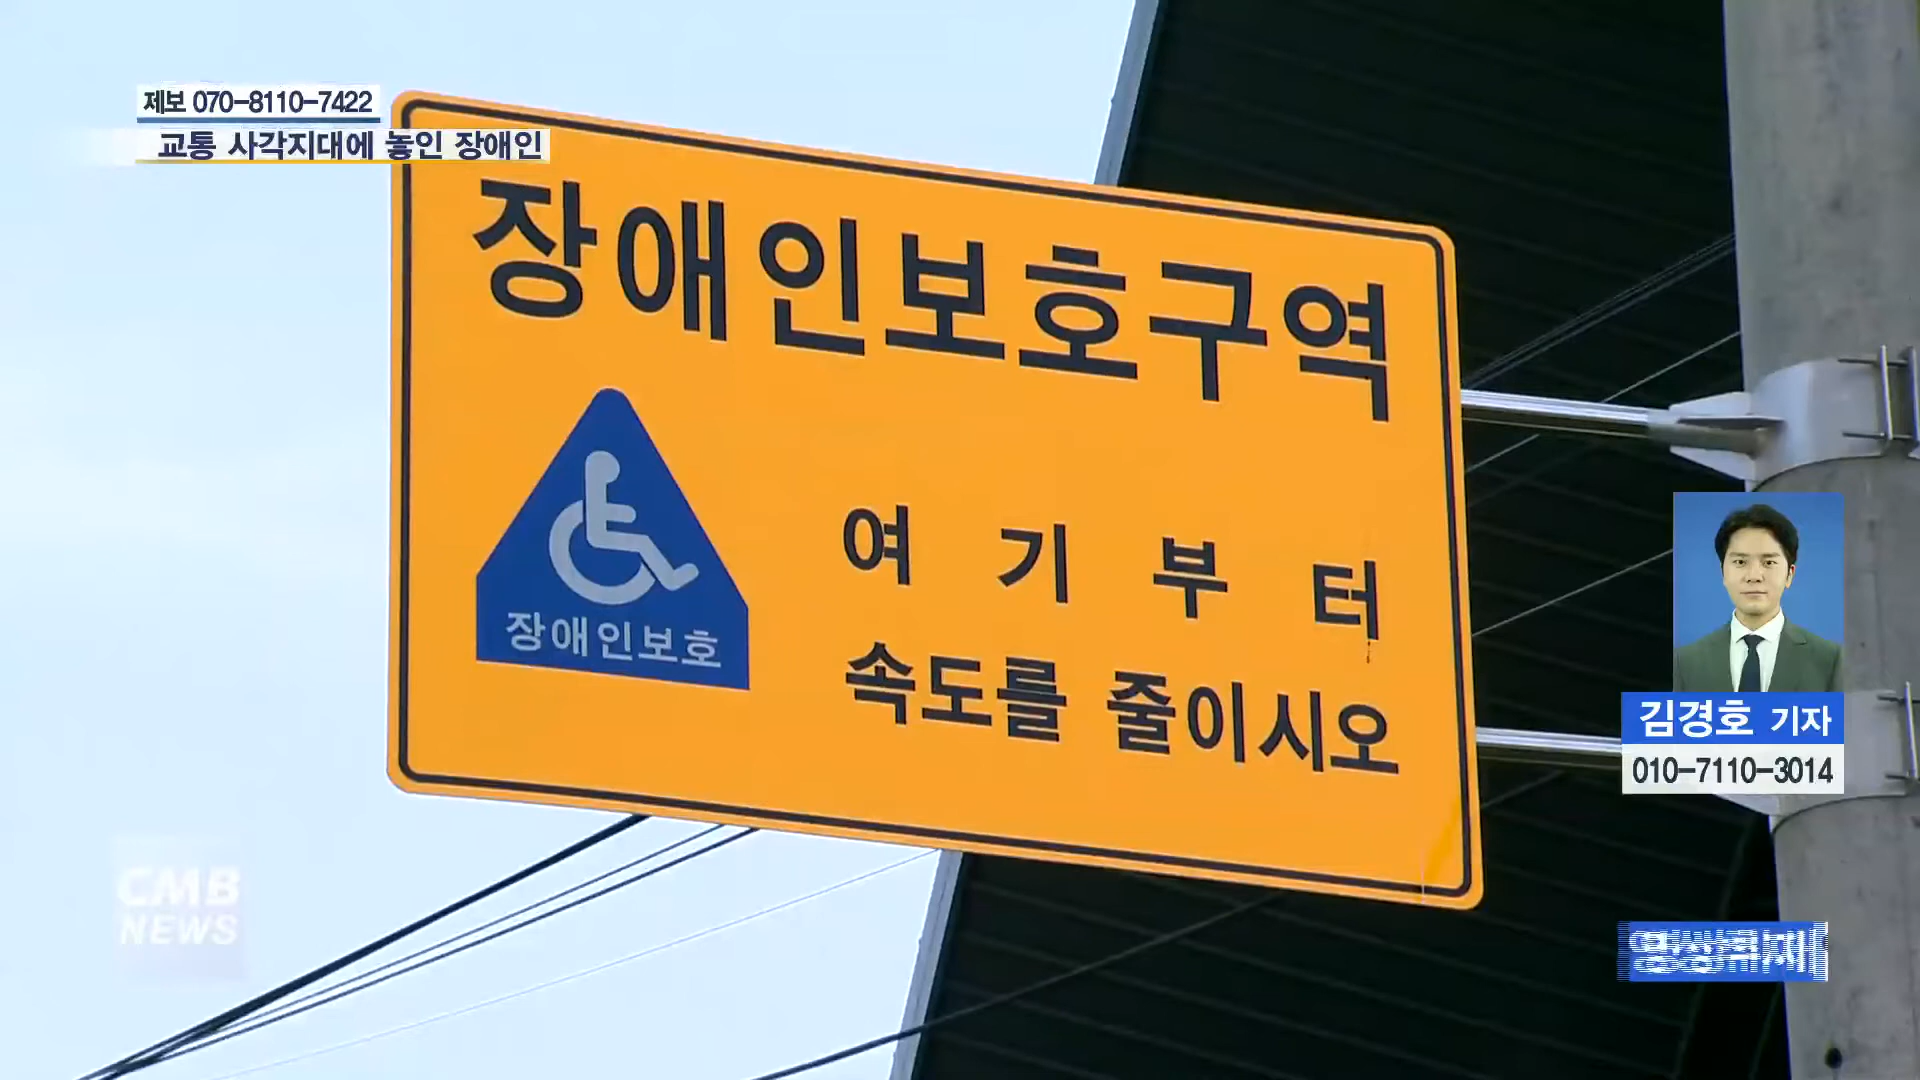 제보 070-8110-7422
교통 사각지대에 놓인 장애인
장애인보호구역
여기부터
속도를 줄이시오
장애인보호
김경호 기자
010-7110-3014
CMB
NEWS